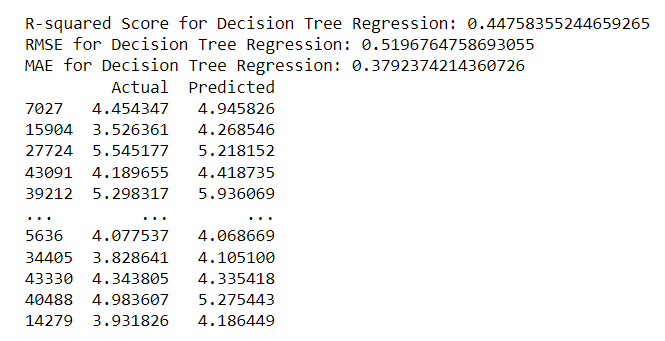 R-squared Score for Decision Tree Regression: 0.44758355244659265
RMSE for Decision Tree Regression: 0.5196764758693055
MAE for Decision Tree Regression: 0.3792374214360726
Actual Predicted
7027 4.454347 4.945826
15904 3.526361 4.268546
27724 5.545177 5.218152
43091 4.189655 4.418735
39212 5.298317 5.936069
... ... ...
5636 4.077537 4.068669
34405 3.828641 4.105100
43330 4.343805 4.335418
40488 4.983607 5.275443
14279 3.931826 4.186449